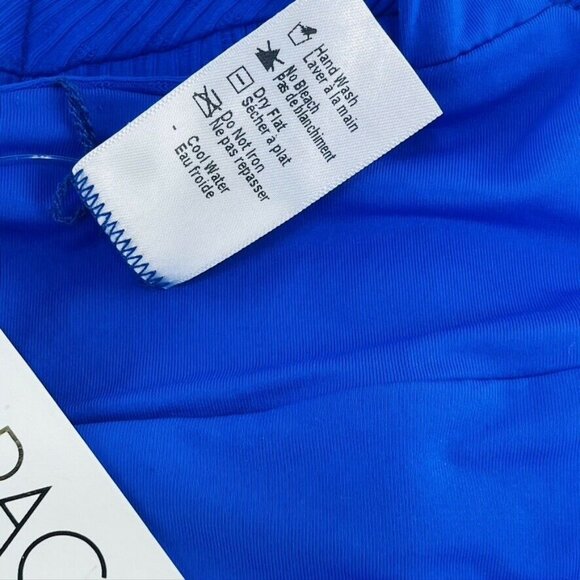 Hand Wash
Laver à la main
No Bleach
Pas de blanchiment
Dry Flat
Sécher à plat
Do Not Iron
Ne pas repasser
Cool Water
Eau froide